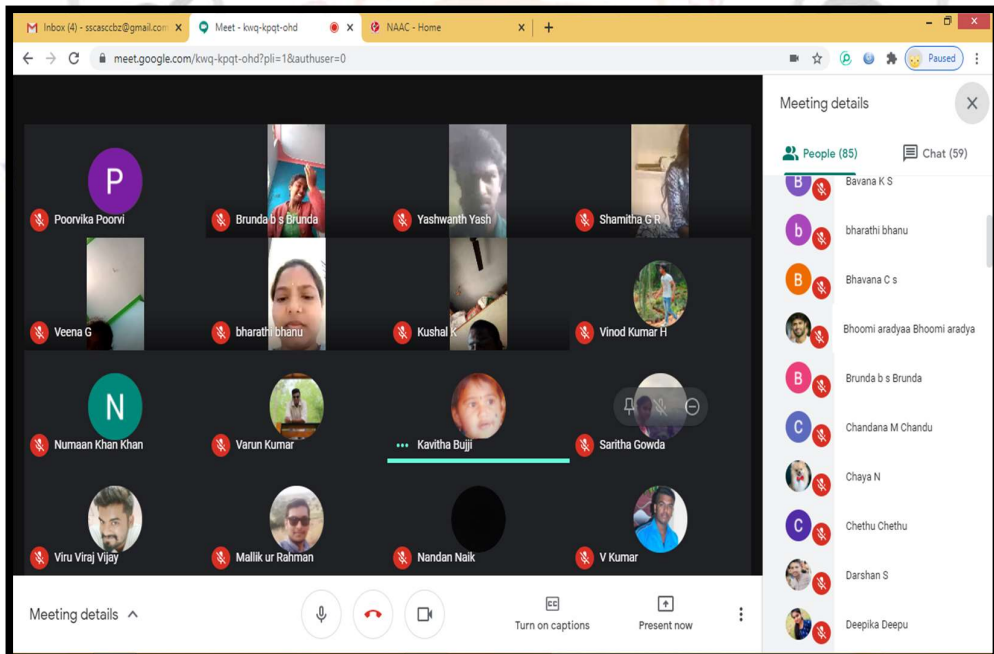 Inbox (4) - sscasccbz@gmail.com
Meet - kwq-kpqt-ohd
NAAC - Home
meet.google.com/kwq-kpqt-ohd?pli=1&authuser=0
Paused
P
Poorvika Poorvi
Brunda b s Brunda
Yashwanth Yash
Shamitha G R
Veena G
bharathi bhanu
Kushal K
Vinod Kumar H
N
Numaan Khan Khan
Varun Kumar
Kavitha Bujji
Saritha Gowda
Viru Viraj Vijay
Mallik ur Rahman
Nandan Naik
V Kumar
Meeting details
CC
Turn on captions
Present now
Meeting details
People (85)
Chat (59)
B
Bavana K S
b
bharathi bhanu
B
Bhavana C s
Bhoomi aradyaa Bhoomi aradya
B
Brunda b s Brunda
C
Chandana M Chandu
Chaya N
C
Chethu Chethu
Darshan S
Deepika Deepu